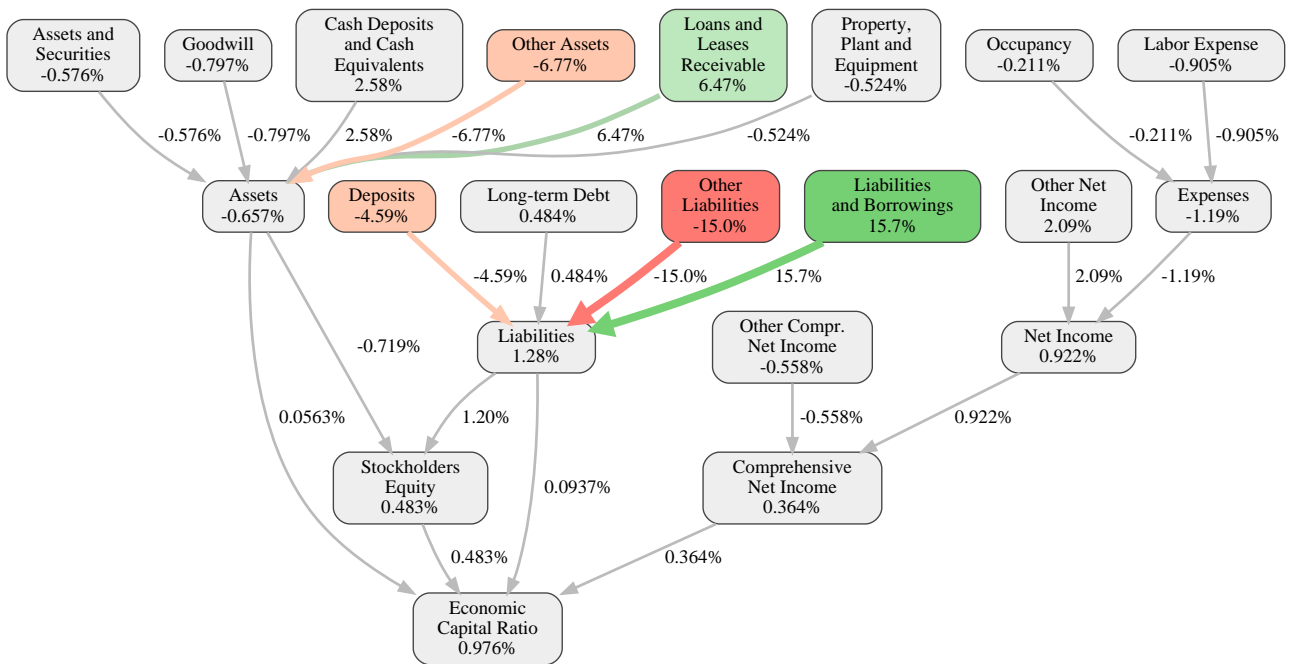 Assets and
Securities
-0.576%
Goodwill
-0.797%
Cash Deposits
and Cash
Equivalents
2.58%
Other Assets
-6.77%
Loans and
Leases
Receivable
6.47%
Property,
Plant and
Equipment
-0.524%
Occupancy
-0.211%
Labor Expense
-0.905%
-0.576%
-0.797%
2.58%
-6.77%
6.47%
-0.524%
-0.211%
-0.905%
Assets
-0.657%
Deposits
-4.59%
Long-term Debt
0.484%
Other
Liabilities
-15.0%
Liabilities
and Borrowings
15.7%
Other Net
Income
2.09%
Expenses
-1.19%
-4.59%
0.484%
-15.0%
15.7%
2.09%
-1.19%
-0.719%
Liabilities
1.28%
Other Compr.
Net Income
-0.558%
Net Income
0.922%
0.0563%
1.20%
-0.558%
0.922%
Stockholders
Equity
0.483%
0.0937%
Comprehensive
Net Income
0.364%
0.483%
0.364%
Economic
Capital Ratio
0.976%